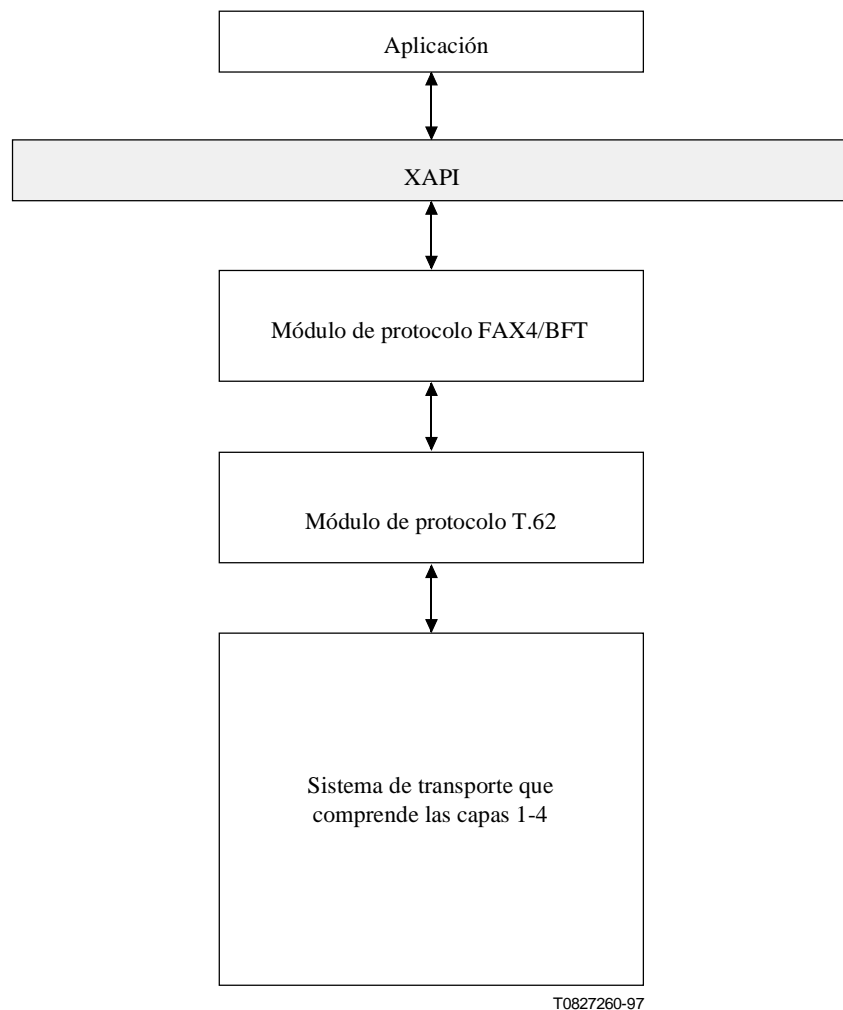 Aplicación
XAPI
Módulo de protocolo FAX4/BFT
Módulo de protocolo T.62
Sistema de transporte que
comprende las capas 1-4
T0827260-97